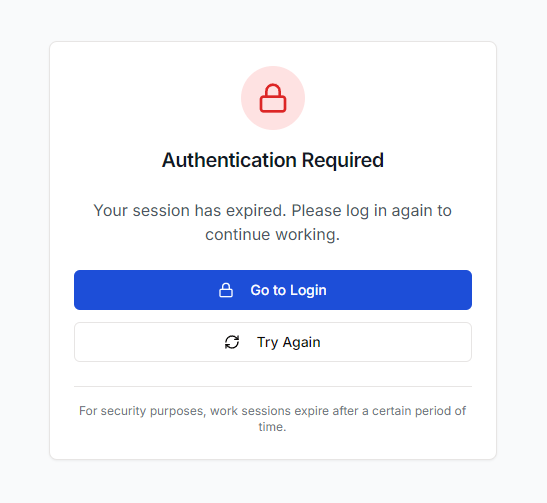 Authentication Required
Your session has expired. Please log in again to
continue working.
Go to Login
Try Again
For security purposes, work sessions expire after a certain period of
time.